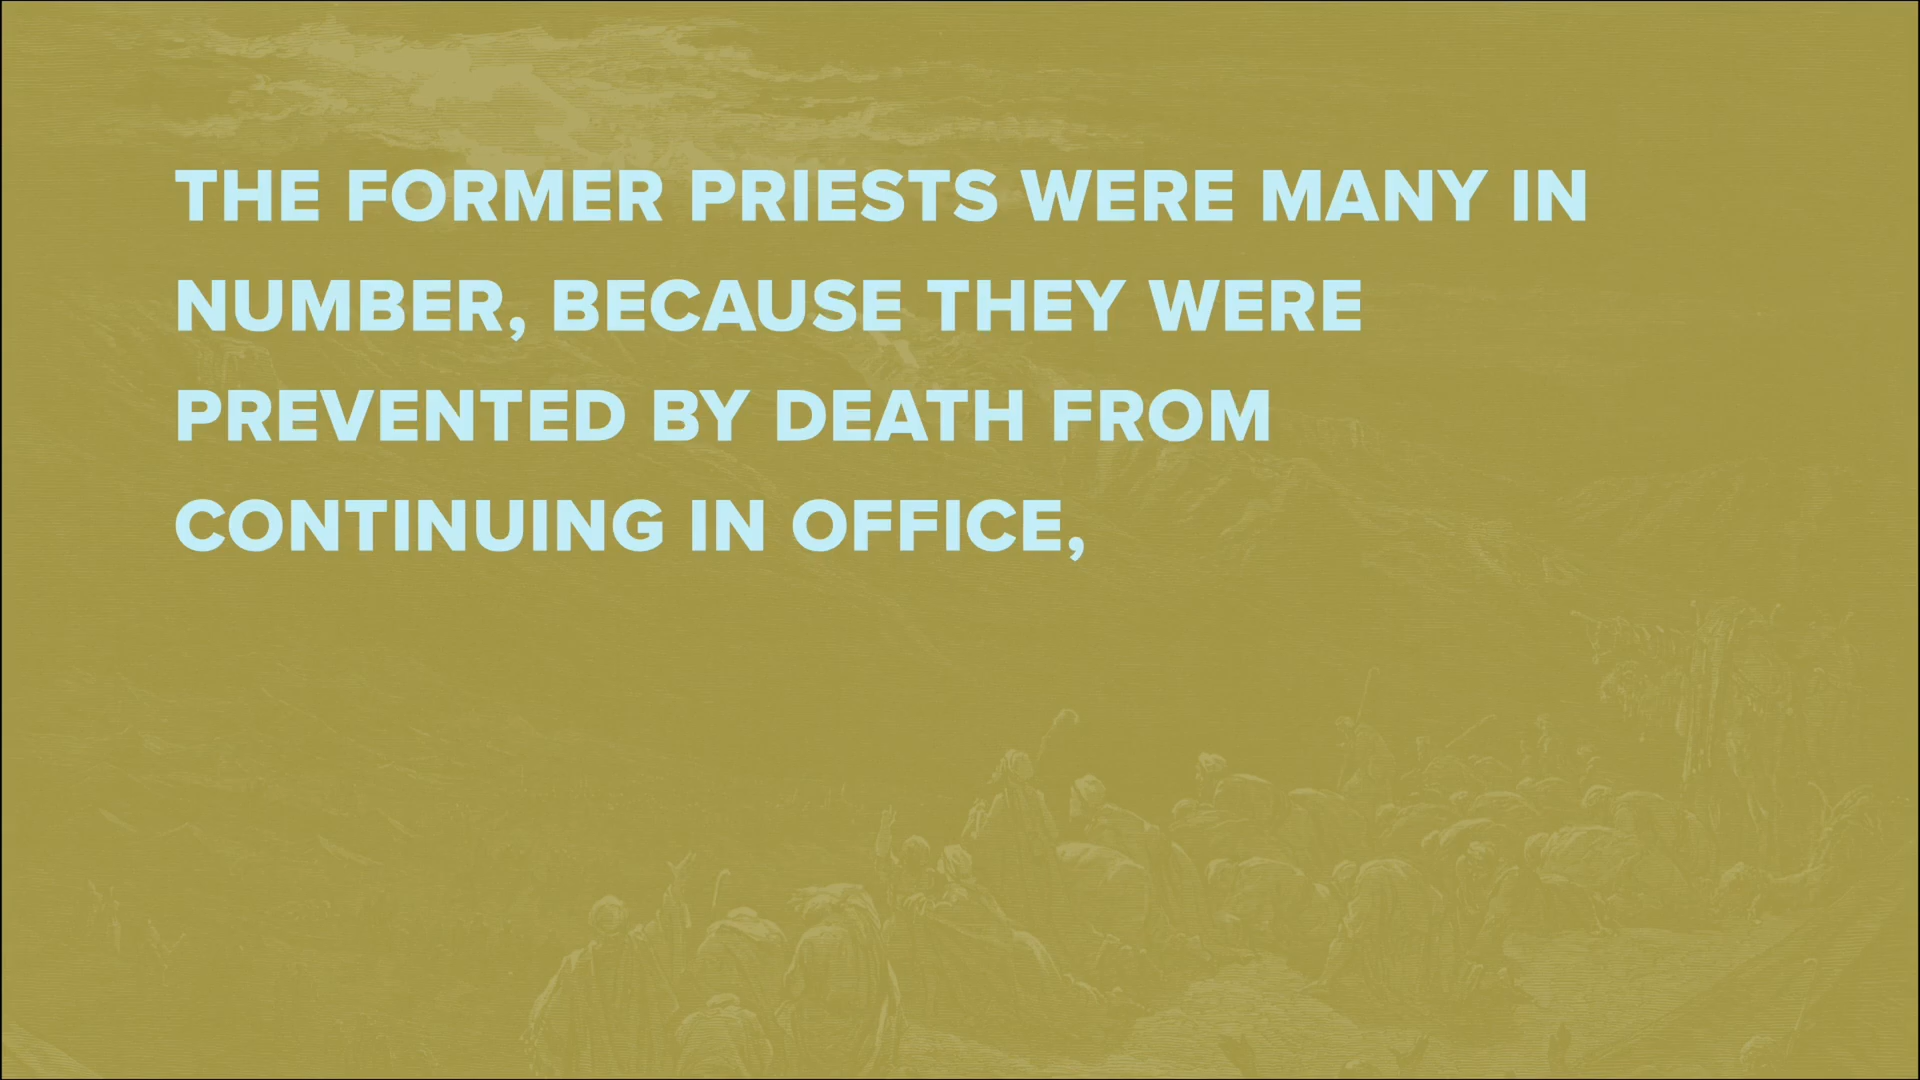 THE FORMER PRIESTS WERE MANY IN
NUMBER, BECAUSE THEY WERE
PREVENTED BY DEATH FROM
CONTINUING IN OFFICE,